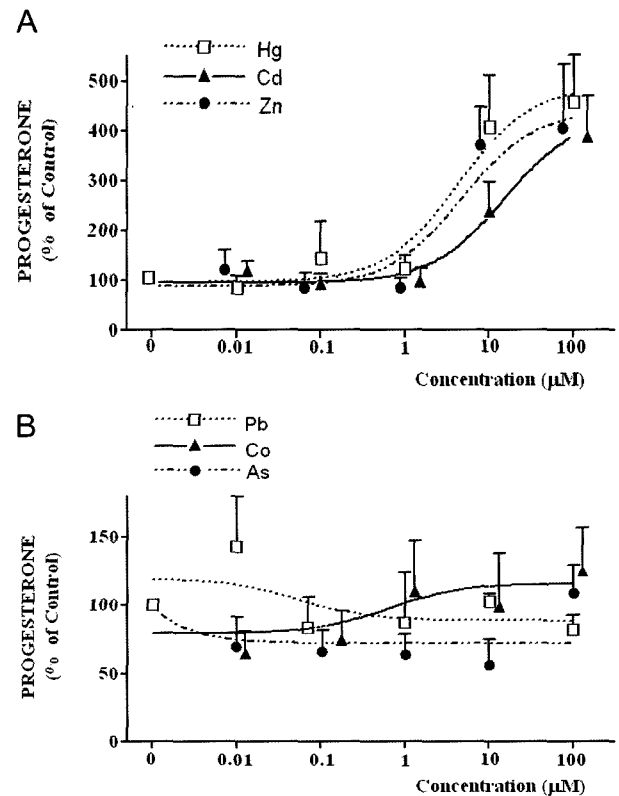 A
Hg
Cd
Zn
PROGESTERONE
(% of Control)
500
400
300
200
100
0
0 0.01 0.1 1 10 100
Concentration (μM)
B
Pb
Co
As
PROGESTERONE
(% of Control)
150
100
50
0
0 0.01 0.1 1 10 100
Concentration (μM)